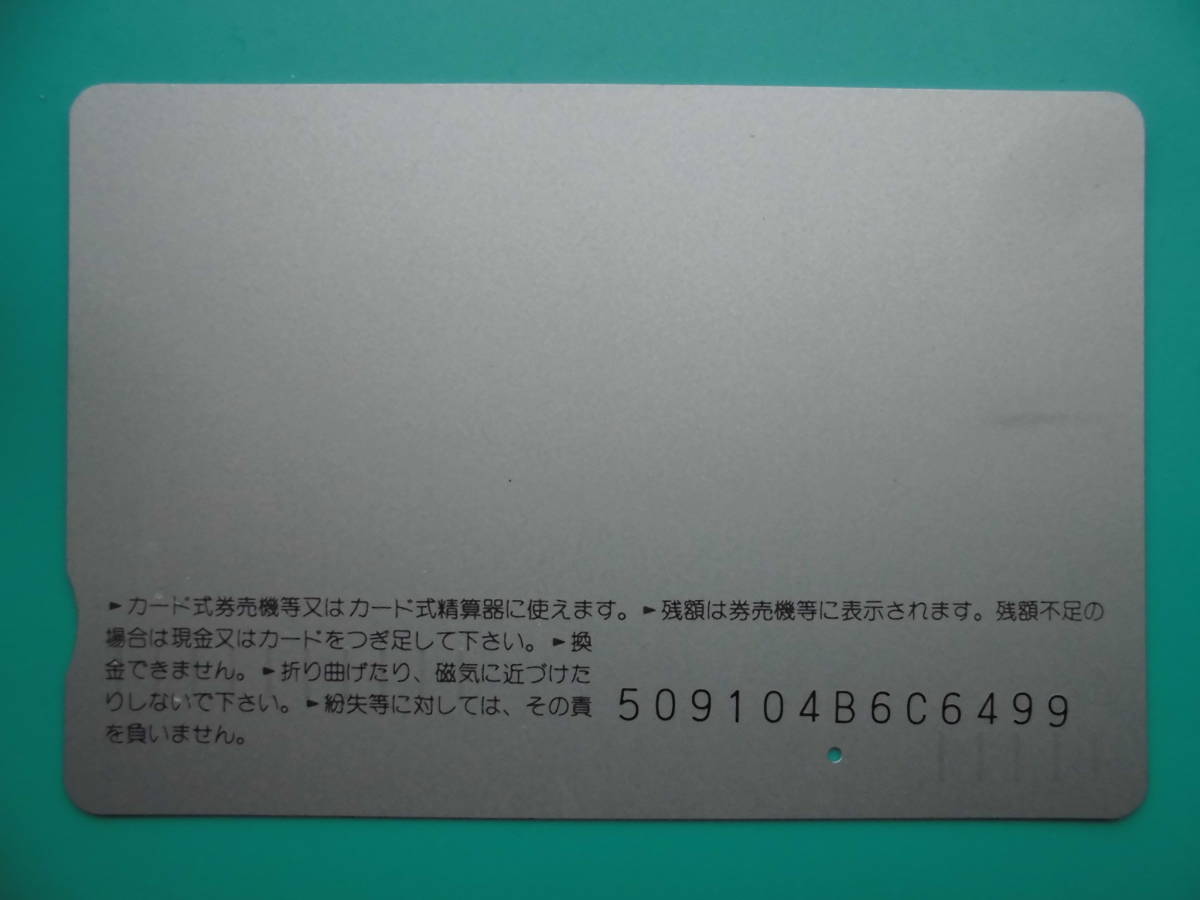 ►カード式券売機等又はカード式精算器に使えます。►残額は券売機等に表示されます。残額不足の
場合は現金又はカードをつぎ足して下さい。►換
金できません。►折り曲げたり、磁気に近づけた
りしないで下さい。►紛失等に対しては、その責
を負いません。
509104B6C6499